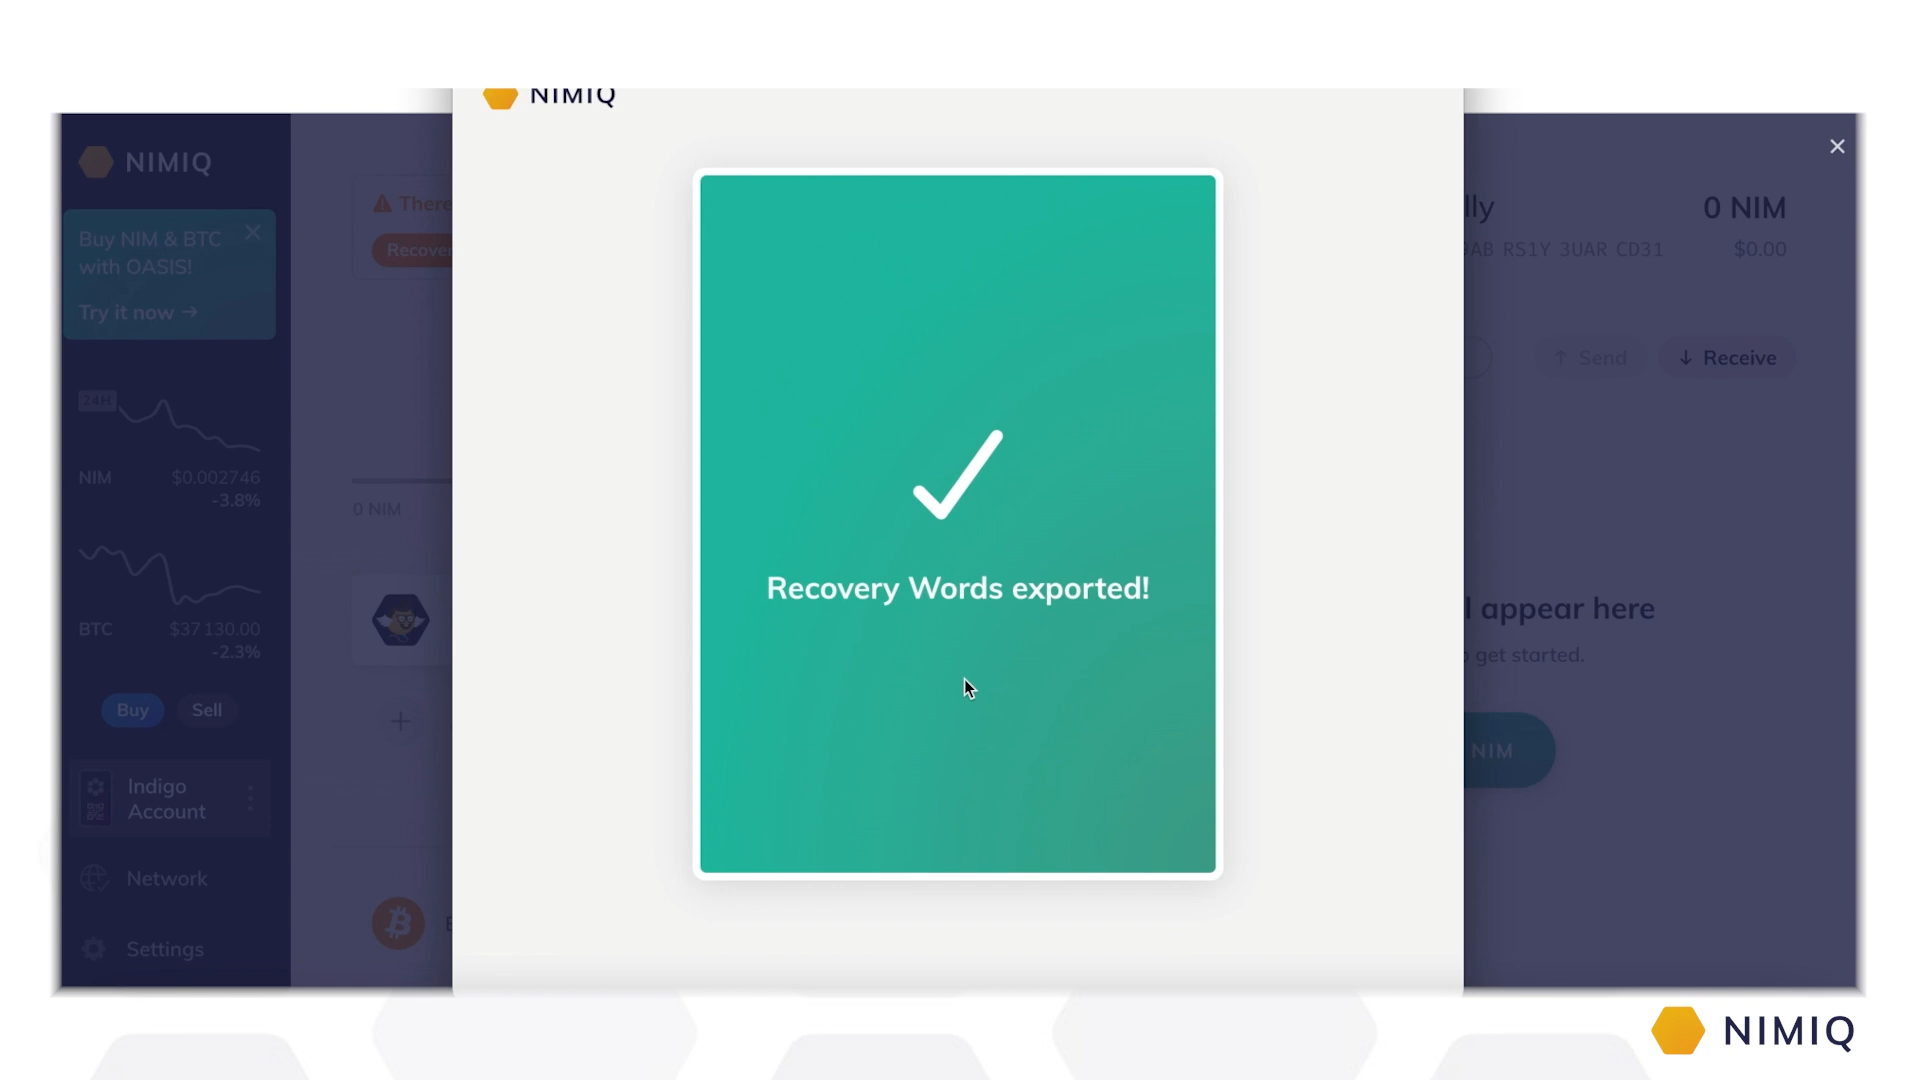 NIMIQ
NIMIQ
Buy NIM & BTC
with OASIS!
Try it now →
24H
NIM $0.002746
-3.8%
BTC $37 130.00
-2.3%
Buy Sell
Indigo
Account
Network
Settings
There
Recover
0 NIM
Recovery Words exported!
lly 0 NIM
9AB RS1Y 3UAR CD31 $0.00
↑ Send ↓ Receive
l appear here
get started.
NIM
NIMIQ